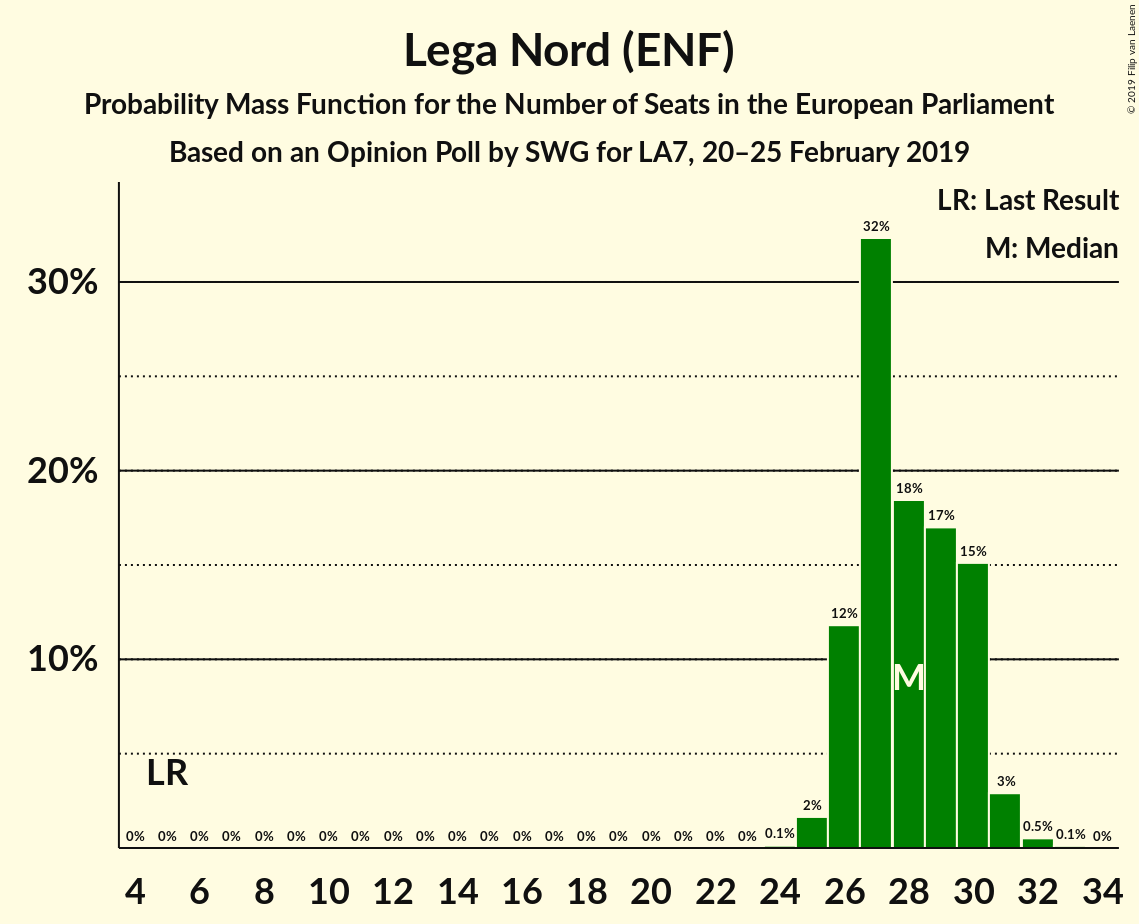 Lega Nord (ENF)
Probability Mass Function for the Number of Seats in the European Parliament
Based on an Opinion Poll by SWG for LA7, 20–25 February 2019
© 2019 Filip van Laenen
LR: Last Result
M: Median
30%
20%
10%
32%
18%
17%
15%
12%
M
LR
0% 0% 0% 0% 0% 0% 0% 0% 0% 0% 0% 0% 0% 0% 0% 0% 0% 0% 0% 0% 0.1% 2% 3% 0.5% 0.1% 0%
4 6 8 10 12 14 16 18 20 22 24 26 28 30 32 34